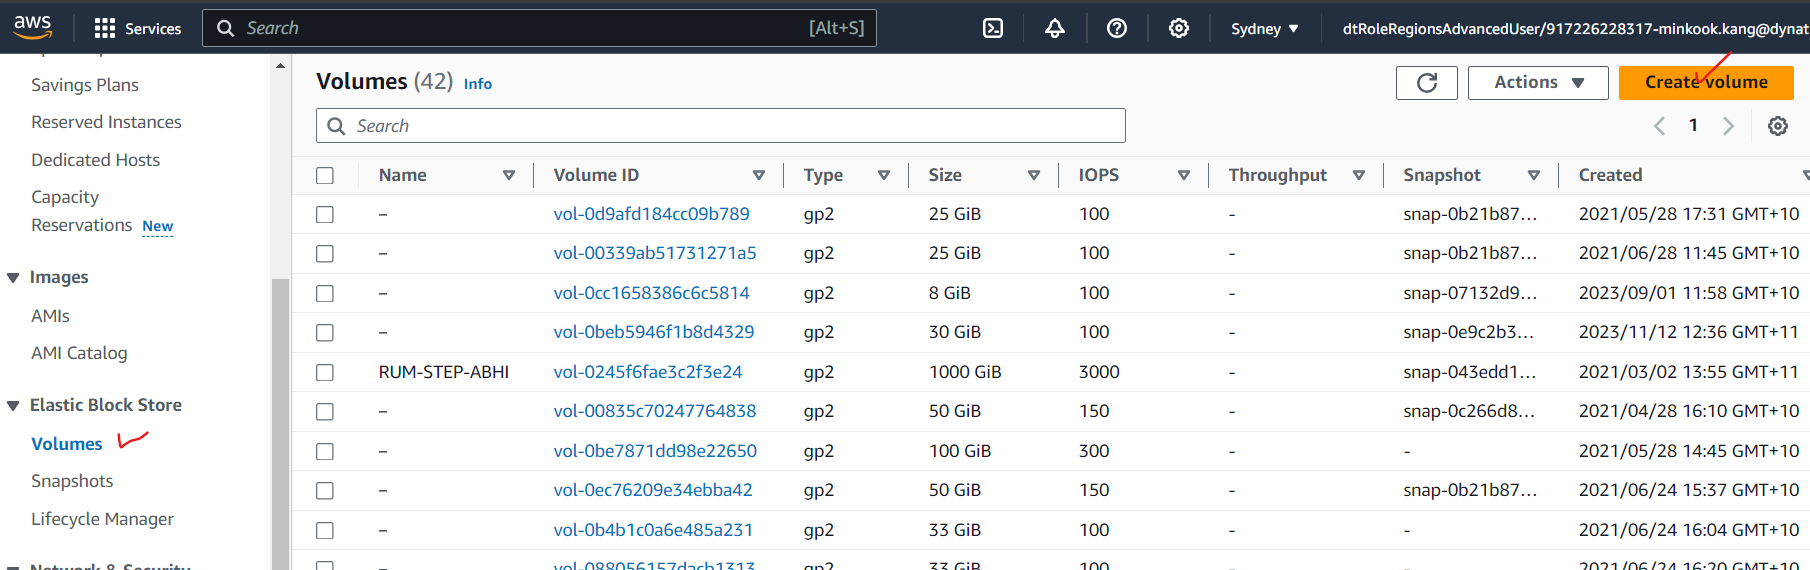 aws Services Search [Alt+S] Sydney dtRoleRegionsAdvancedUser/917226228317-minkook.kang@dynat
Savings Plans
Reserved Instances
Dedicated Hosts
Capacity
Reservations New
Images
AMIs
AMI Catalog
Elastic Block Store
Volumes
Snapshots
Lifecycle Manager
Network & Security
Volumes (42) Info Actions Create volume
Search 1
Name Volume ID Type Size IOPS Throughput Snapshot Created
– vol-0d9afd184cc09b789 gp2 25 GiB 100 - snap-0b21b87... 2021/05/28 17:31 GMT+10
– vol-00339ab51731271a5 gp2 25 GiB 100 - snap-0b21b87... 2021/06/28 11:45 GMT+10
– vol-0cc1658386c6c5814 gp2 8 GiB 100 - snap-07132d9... 2023/09/01 11:58 GMT+10
– vol-0beb5946f1b8d4329 gp2 30 GiB 100 - snap-0e9c2b3... 2023/11/12 12:36 GMT+11
RUM-STEP-ABHI vol-0245f6fae3c2f3e24 gp2 1000 GiB 3000 - snap-043edd1... 2021/03/02 13:55 GMT+11
– vol-00835c70247764838 gp2 50 GiB 150 - snap-0c266d8... 2021/04/28 16:10 GMT+10
– vol-0be7871dd98e22650 gp2 100 GiB 300 - - 2021/05/28 14:45 GMT+10
– vol-0ec76209e34ebba42 gp2 50 GiB 150 - snap-0b21b87... 2021/06/24 15:37 GMT+10
– vol-0b4b1c0a6e485a231 gp2 33 GiB 100 - - 2021/06/24 16:04 GMT+10
vol-088056157dacb1313 gp2 33 GiB 100 2021/06/24 16:20 GMT+10